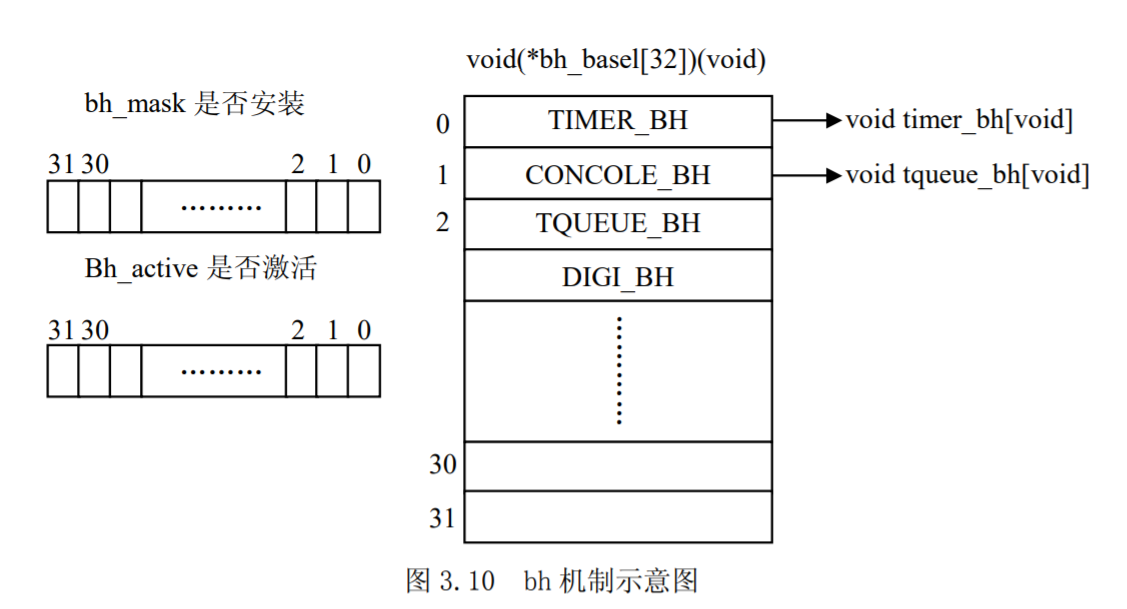 bh_mask 是否安装
31 30 2 1 0
………
Bh_active 是否激活
31 30 2 1 0
………
void(*bh_basel[32])(void)
0 TIMER_BH void timer_bh[void]
1 CONCOLE_BH void tqueue_bh[void]
2 TQUEUE_BH
DIGI_BH
30
31
图 3.10 bh 机制示意图